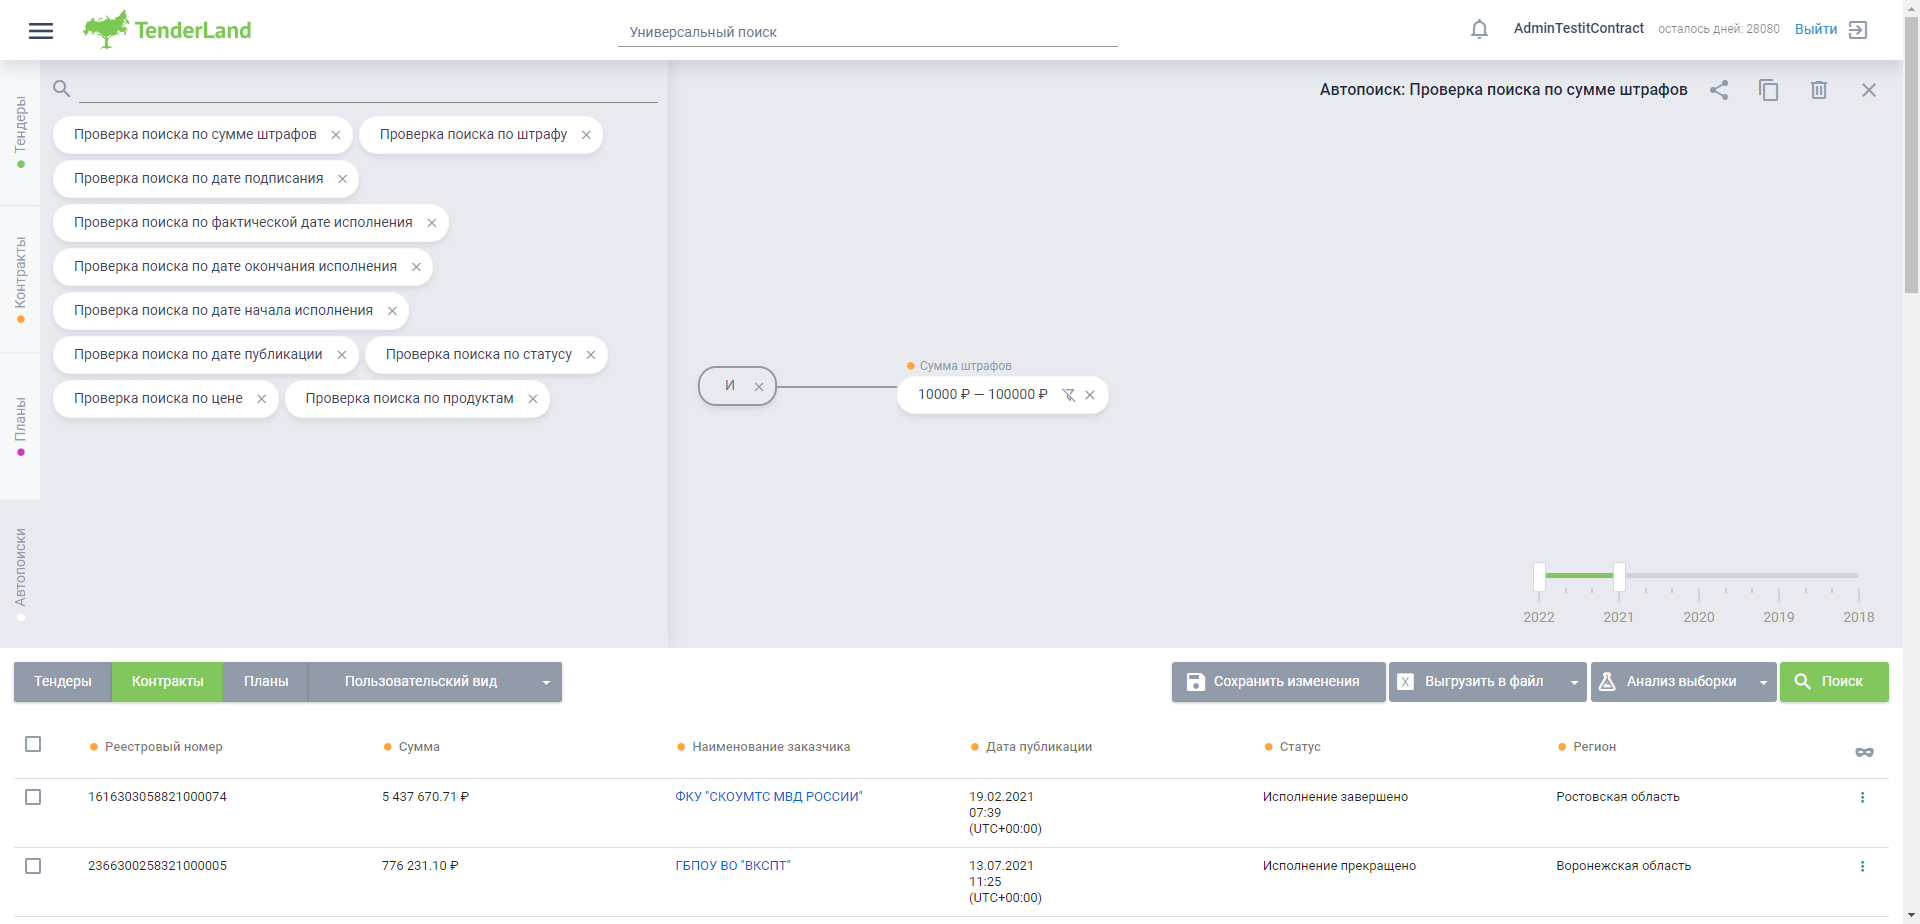 TenderLand
Универсальный поиск
AdminTestitContract
осталось дней: 28080
Выйти
Тендеры
Контракты
Планы
Автопоиски
Проверка поиска по сумме штрафов
Проверка поиска по штрафу
Проверка поиска по дате подписания
Проверка поиска по фактической дате исполнения
Проверка поиска по дате окончания исполнения
Проверка поиска по дате начала исполнения
Проверка поиска по дате публикации
Проверка поиска по статусу
Проверка поиска по цене
Проверка поиска по продуктам
Автопоиск: Проверка поиска по сумме штрафов
И
Сумма штрафов
10000 ₽ — 100000 ₽
2022 2021 2020 2019 2018
Тендеры Контракты Планы Пользовательский вид
Сохранить изменения X Выгрузить в файл Анализ выборки Поиск
Реестровый номер Сумма Наименование заказчика Дата публикации Статус Регион
1616303058821000074 5 437 670.71 ₽ ФКУ "СКОУМТС МВД РОССИИ" 19.02.2021 Исполнение завершено Ростовская область
07:39
(UTC+00:00)
2366300258321000005 776 231.10 ₽ ГБПОУ ВО "ВКСПТ" 13.07.2021 Исполнение прекращено Воронежская область
11:25
(UTC+00:00)